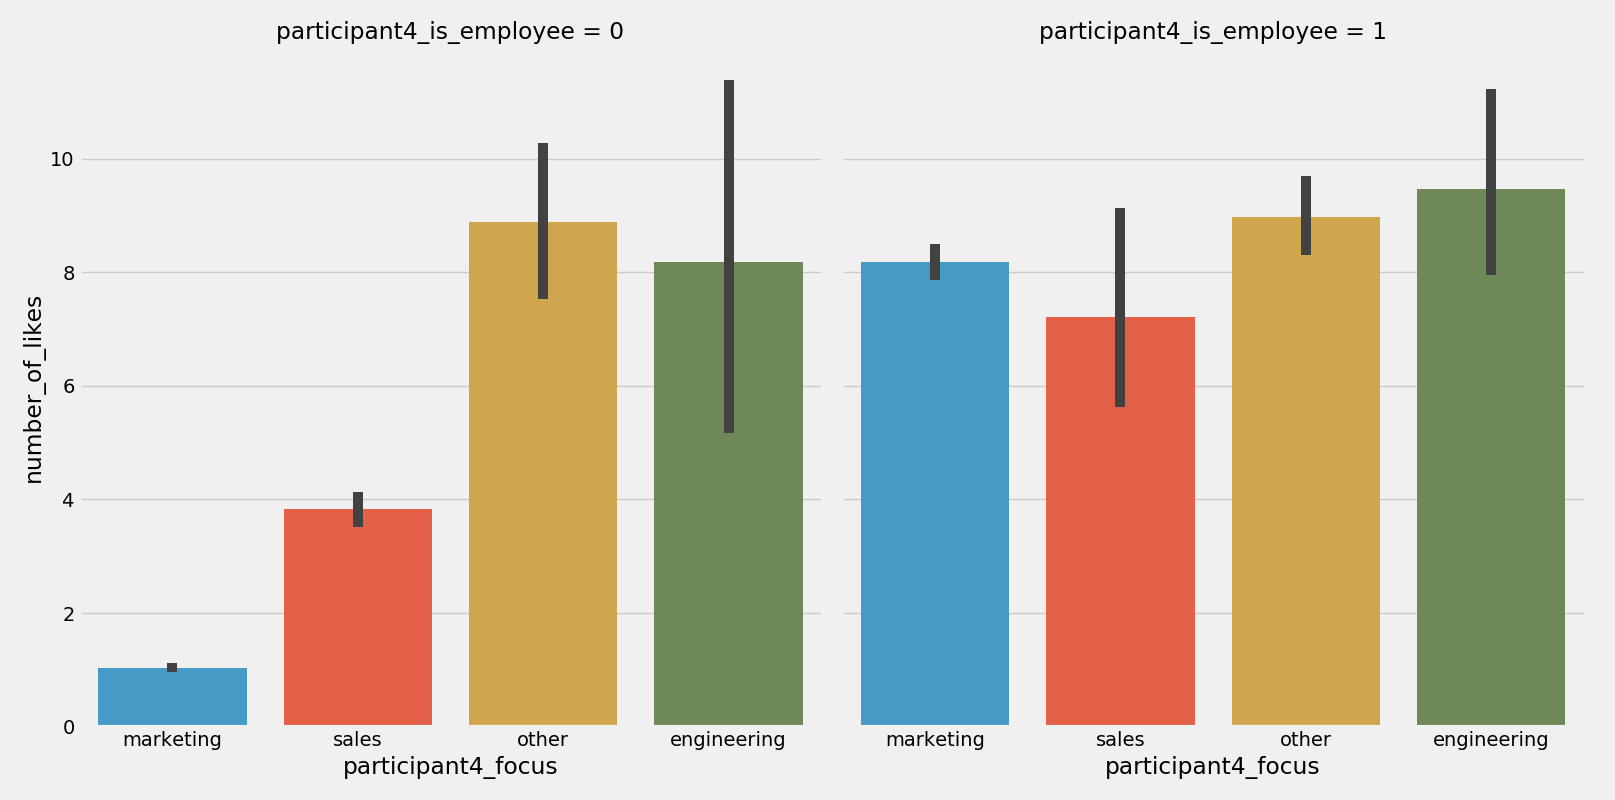 participant4_is_employee = 0
participant4_is_employee = 1
number_of_likes
10
8
6
4
2
0
marketing
sales
other
engineering
marketing
sales
other
engineering
participant4_focus
participant4_focus